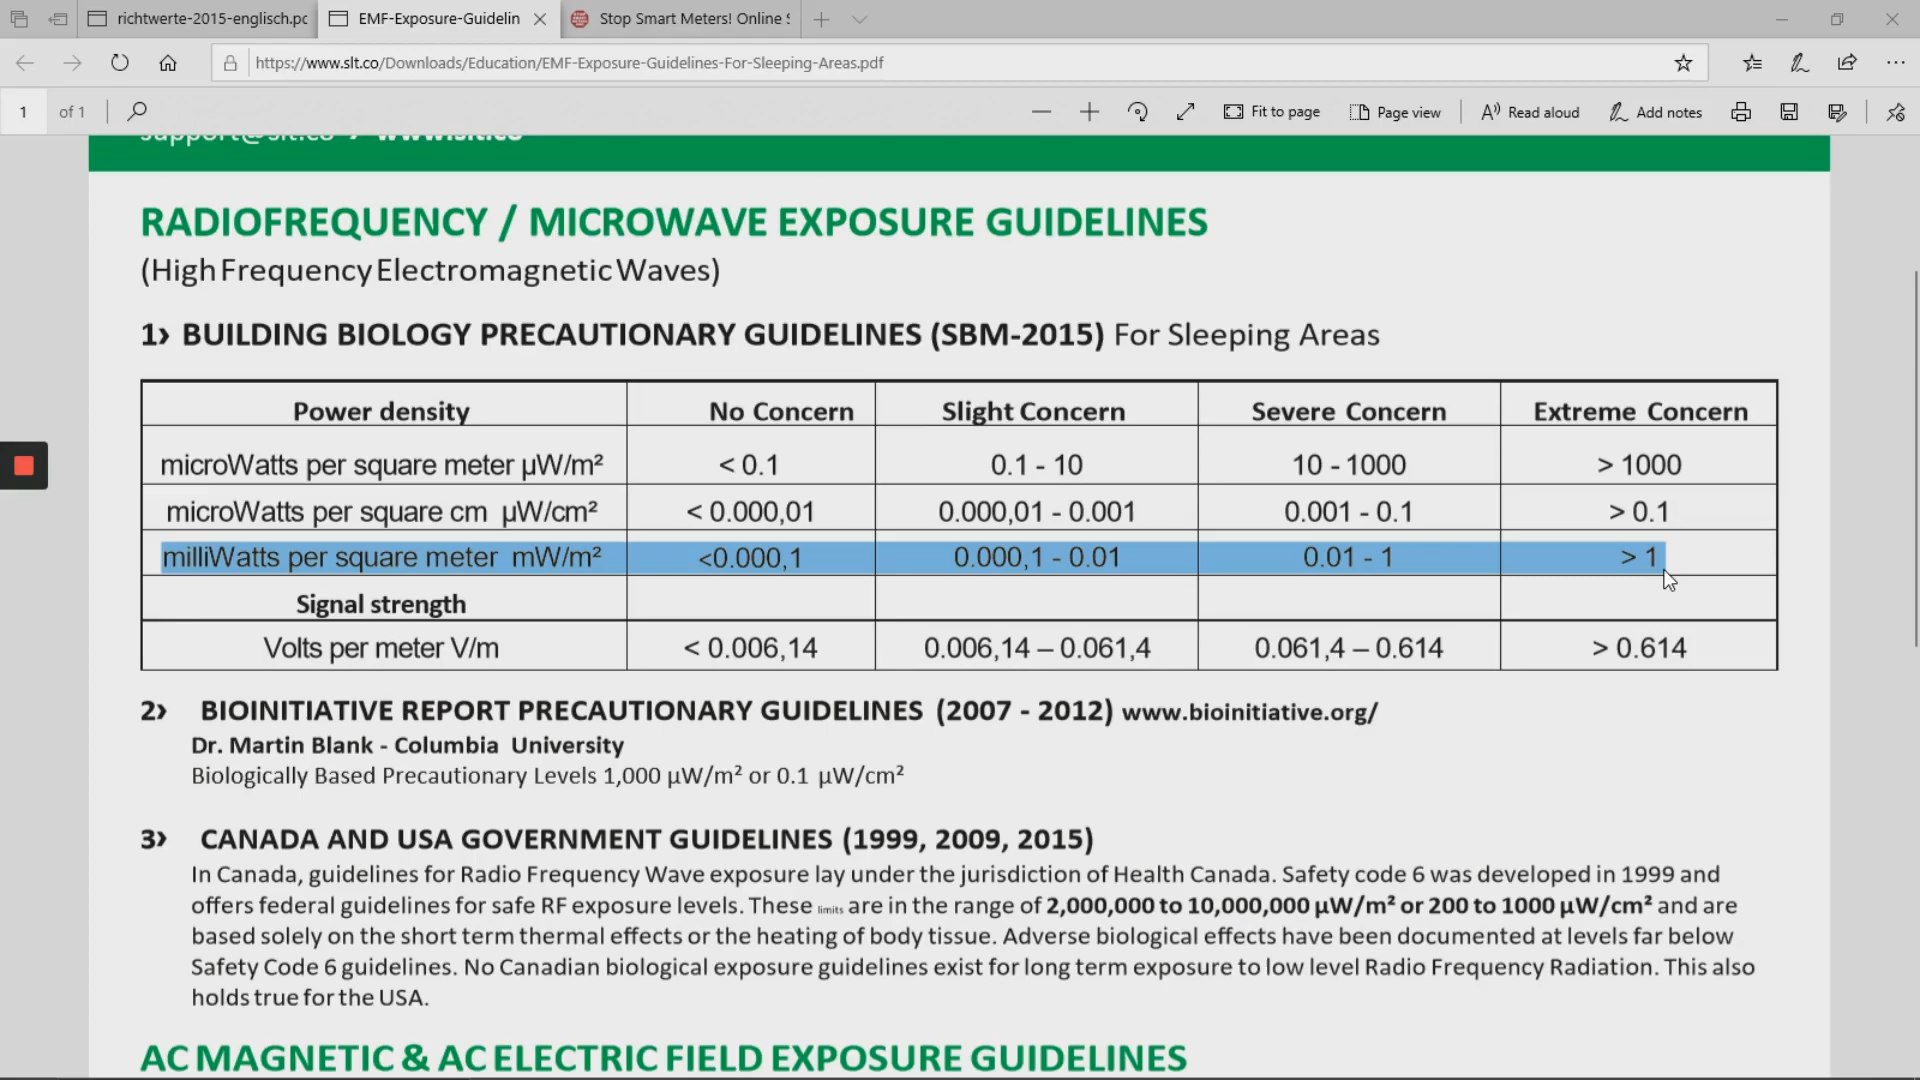 richtwerte-2015-englisch.pc
EMF-Exposure-Guidelin
Stop Smart Meters! Online S
https://www.slt.co/Downloads/Education/EMF-Exposure-Guidelines-For-Sleeping-Areas.pdf
1 of 1 Fit to page Page view Read aloud Add notes
support@slt.co / www.slt.co
RADIOFREQUENCY / MICROWAVE EXPOSURE GUIDELINES
(High Frequency Electromagnetic Waves)
1› BUILDING BIOLOGY PRECAUTIONARY GUIDELINES (SBM-2015) For Sleeping Areas
Power density No Concern Slight Concern Severe Concern Extreme Concern
microWatts per square meter µW/m² < 0.1 0.1 - 10 10 - 1000 > 1000
microWatts per square cm µW/cm² < 0.000,01 0.000,01 - 0.001 0.001 - 0.1 > 0.1
milliWatts per square meter mW/m² <0.000,1 0.000,1 - 0.01 0.01 - 1 > 1
Signal strength
Volts per meter V/m < 0.006,14 0.006,14 – 0.061,4 0.061,4 – 0.614 > 0.614
2› BIOINITIATIVE REPORT PRECAUTIONARY GUIDELINES (2007 - 2012) www.bioinitiative.org/
Dr. Martin Blank - Columbia University
Biologically Based Precautionary Levels 1,000 µW/m² or 0.1 µW/cm²
3› CANADA AND USA GOVERNMENT GUIDELINES (1999, 2009, 2015)
In Canada, guidelines for Radio Frequency Wave exposure lay under the jurisdiction of Health Canada. Safety code 6 was developed in 1999 and
offers federal guidelines for safe RF exposure levels. These limits are in the range of 2,000,000 to 10,000,000 µW/m² or 200 to 1000 µW/cm² and are
based solely on the short term thermal effects or the heating of body tissue. Adverse biological effects have been documented at levels far below
Safety Code 6 guidelines. No Canadian biological exposure guidelines exist for long term exposure to low level Radio Frequency Radiation. This also
holds true for the USA.
AC MAGNETIC & AC ELECTRIC FIELD EXPOSURE GUIDELINES